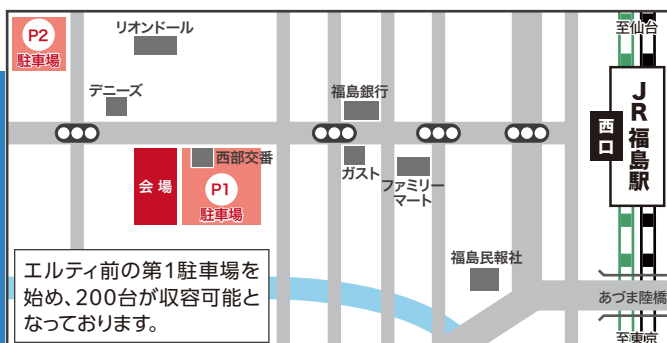 至仙台
P2
駐車場
リオンドール
デニーズ
福島銀行
JR福島駅
西口
西部交番
ガスト
ファミリー
マート
会場
P1
駐車場
福島民報社
エルティ前の第1駐車場を
始め、200台が収容可能と
なっております。
あづま陸橋
至東京